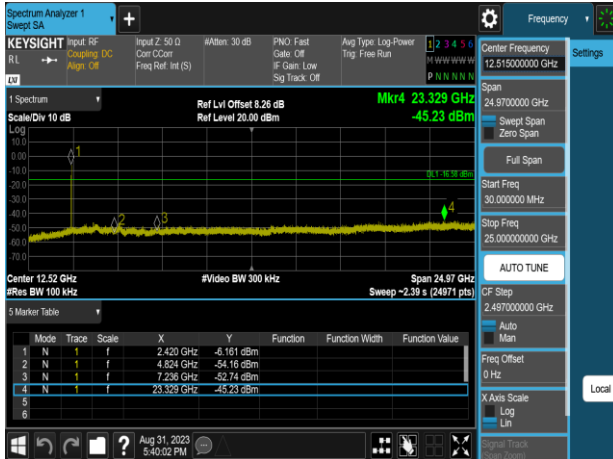 Spectrum Analyzer 1
Swept SA
Frequency
KEYSIGHT
RL
LXI
Input: RF
Coupling: DC
Align: Off
Input Z: 50 Ω
Corr CCorr
Freq Ref: Int (S)
#Atten: 30 dB
PNO: Fast
Gate: Off
IF Gain: Low
Sig Track: Off
Avg Type: Log-Power
Trig: Free Run
1 2 3 4 5 6
M W W W W W
P N N N N N
Center Frequency
12.515000000 GHz
Settings
Span
24.9700000 GHz
Swept Span
Zero Span
Full Span
Start Freq
30.000000 MHz
Stop Freq
25.000000000 GHz
AUTO TUNE
CF Step
2.497000000 GHz
Auto
Man
Freq Offset
0 Hz
X Axis Scale
Log
Lin
Signal Track
(Span Zoom)
Local
1 Spectrum
Scale/Div 10 dB
Ref Lvl Offset 8.26 dB
Ref Level 20.00 dBm
Mkr4 23.329 GHz
-45.23 dBm
Log
10.0
0.00
-10.0
-20.0
-30.0
-40.0
-50.0
-60.0
-70.0
1
2
3
4
DL1 -16.58 dBm
Center 12.52 GHz
#Res BW 100 kHz
#Video BW 300 kHz
Span 24.97 GHz
Sweep ~2.39 s (24971 pts)
5 Marker Table
Mode Trace Scale X Y Function Function Width Function Value
1 N 1 f 2.420 GHz -6.161 dBm
2 N 1 f 4.824 GHz -54.16 dBm
3 N 1 f 7.236 GHz -52.74 dBm
4 N 1 f 23.329 GHz -45.23 dBm
5
6
?
Aug 31, 2023
5:40:02 PM